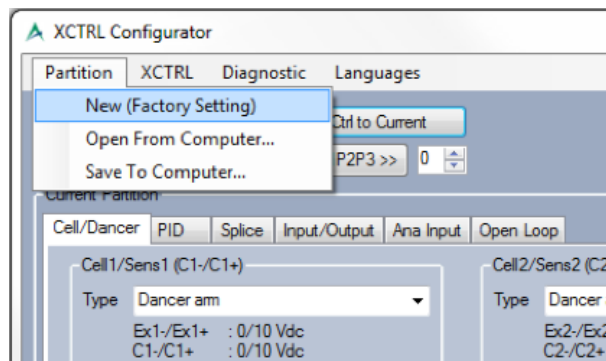 XCTRL Configurator
Partition XCTRL Diagnostic Languages
New (Factory Setting)
Open From Computer...
Save To Computer...
Ctrl to Current
P2P3 >> 0
Current Partition
Cell/Dancer PID Splice Input/Output Ana Input Open Loop
Cell1/Sens1 (C1-/C1+) Cell2/Sens2 (C2
Type Dancer arm Type Dancer
Ex1-/Ex1+ : 0/10 Vdc Ex2-/Ex2
C1-/C1+ : 0/10 Vdc C2-/C2+